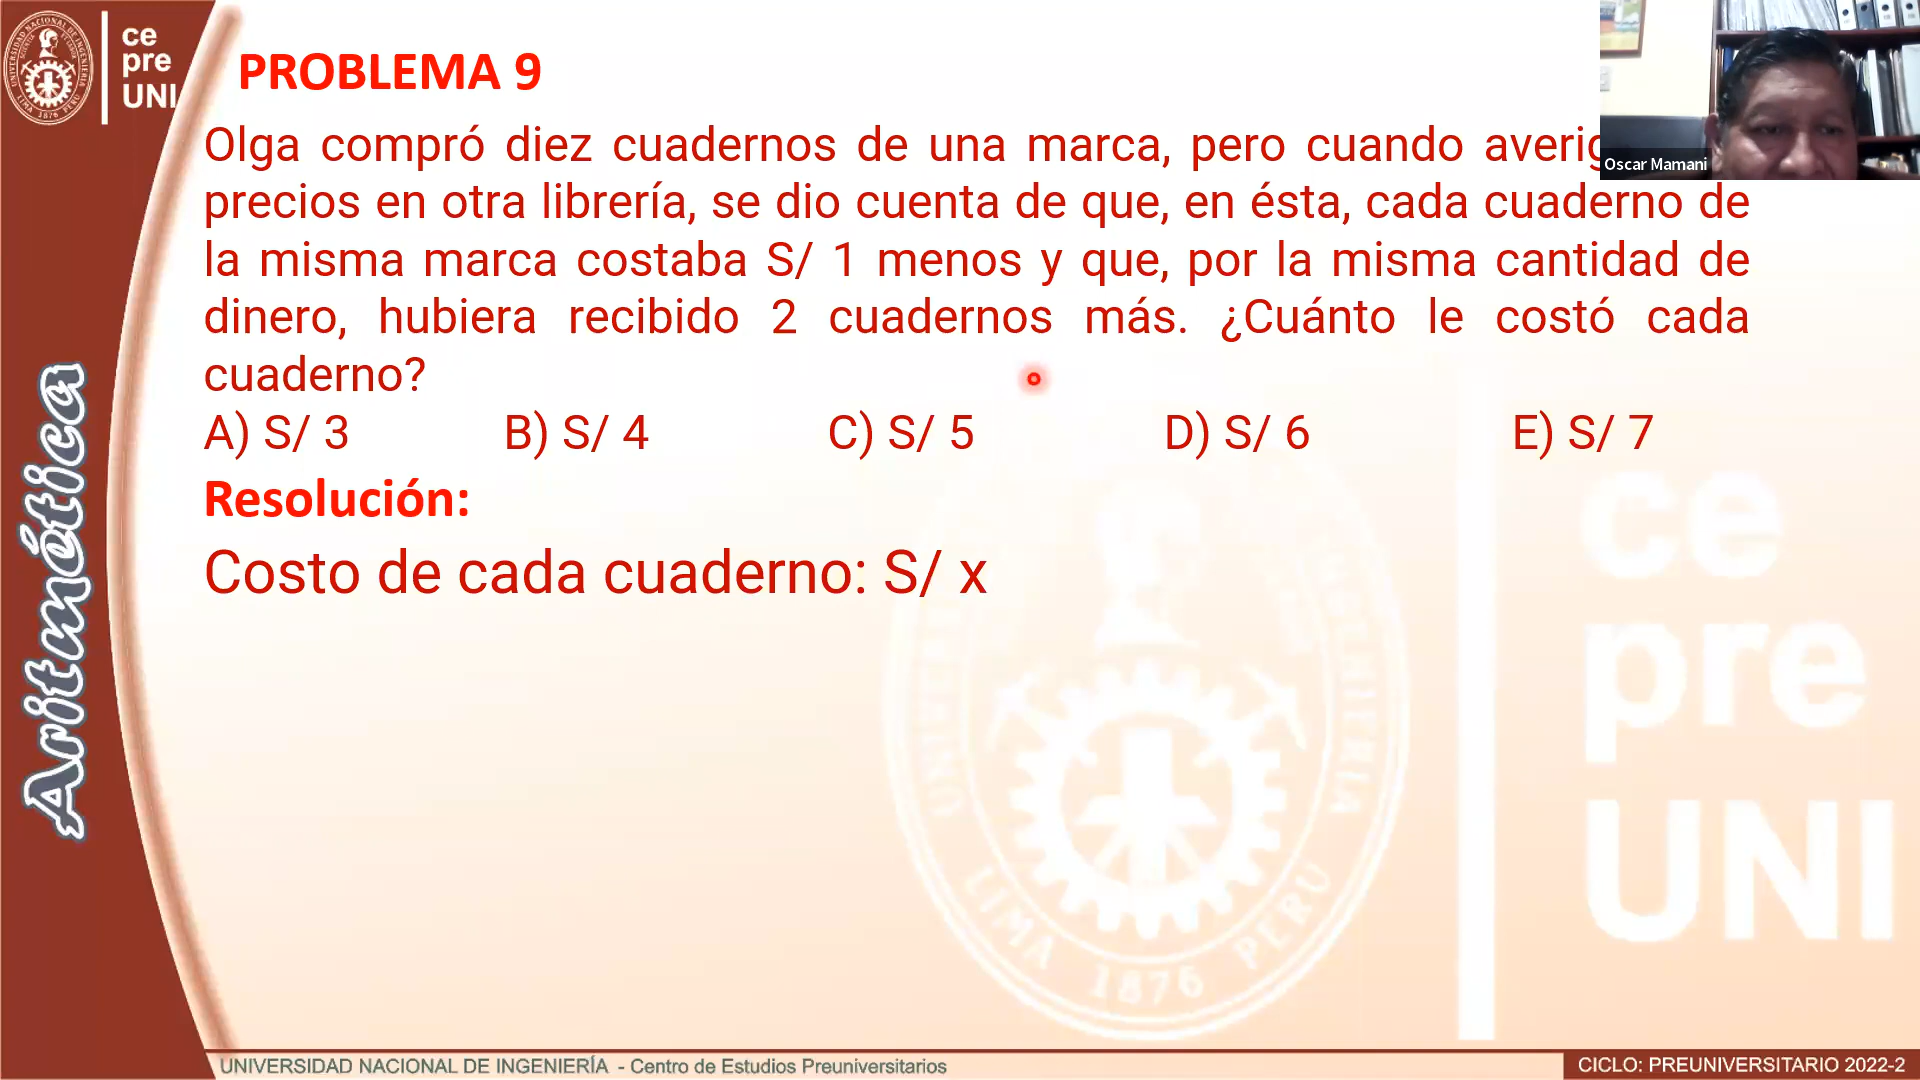 ce
pre
UNI
PROBLEMA 9
Olga compró diez cuadernos de una marca, pero cuando
precios en otra librería, se dio cuenta de que, en ésta, cada cuaderno de
la misma marca costaba S/ 1 menos y que, por la misma cantidad de
dinero, hubiera recibido 2 cuadernos más. ¿Cuánto le costó cada
cuaderno?
A) S/ 3 B) S/ 4 C) S/ 5 D) S/ 6 E) S/ 7
Resolución:
Costo de cada cuaderno: S/ x
Oscar Mamani
Aritmética
ce
pre
UNI
LIMA 1876 PERU
UNIVERSIDAD NACIONAL DE INGENIERÍA - Centro de Estudios Preuniversitarios
CICLO: PREUNIVERSITARIO 2022-2